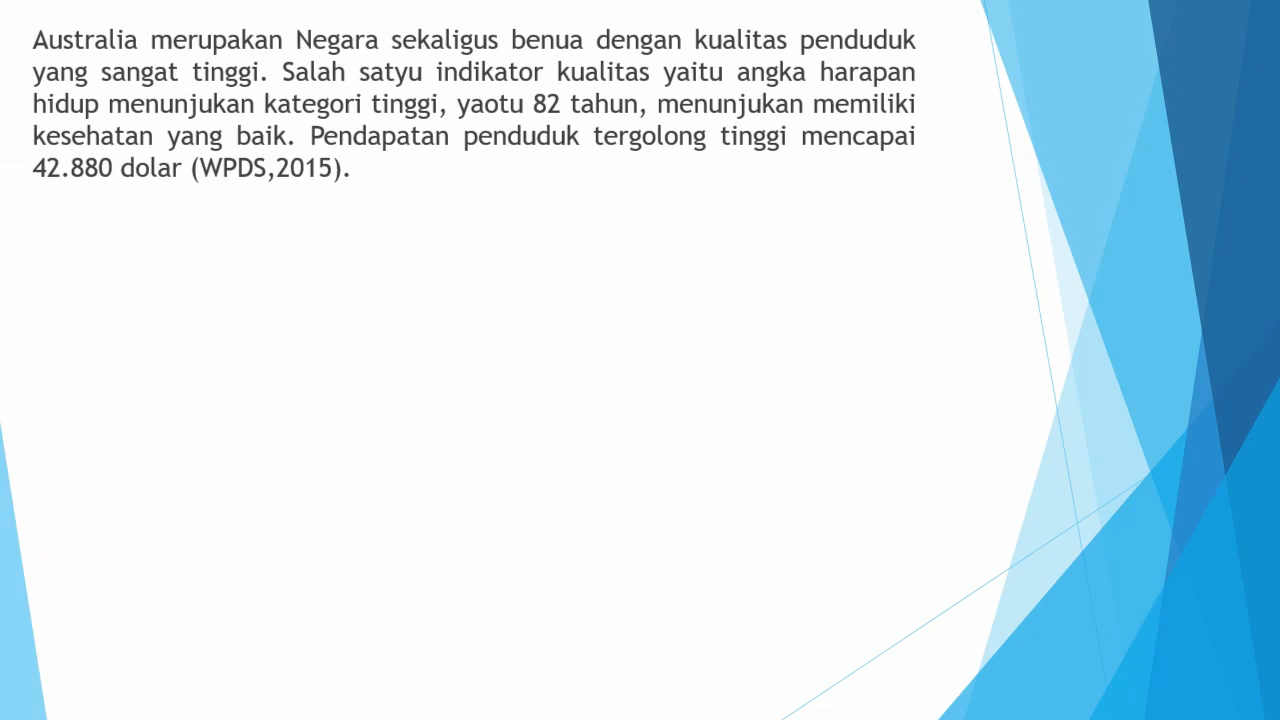 Australia merupakan Negara sekaligus benua dengan kualitas penduduk
yang sangat tinggi. Salah satyu indikator kualitas yaitu angka harapan
hidup menunjukan kategori tinggi, yaotu 82 tahun, menunjukan memiliki
kesehatan yang baik. Pendapatan penduduk tergolong tinggi mencapai
42.880 dolar (WPDS,2015).